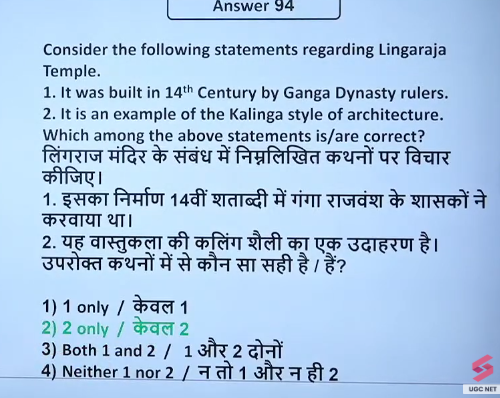 Answer 94
Consider the following statements regarding Lingaraja
Temple.
1. It was built in 14th Century by Ganga Dynasty rulers.
2. It is an example of the Kalinga style of architecture.
Which among the above statements is/are correct?
लिंगराज मंदिर के संबंध में निम्नलिखित कथनों पर विचार
कीजिए।
1. इसका निर्माण 14वीं शताब्दी में गंगा राजवंश के शासकों ने
करवाया था।
2. यह वास्तुकला की कलिंग शैली का एक उदाहरण है।
उपरोक्त कथनों में से कौन सा सही है / हैं?
1) 1 only / केवल 1
2) 2 only / केवल 2
3) Both 1 and 2 / 1 और 2 दोनों
4) Neither 1 nor 2 / न तो 1 और न ही 2
UGC NET